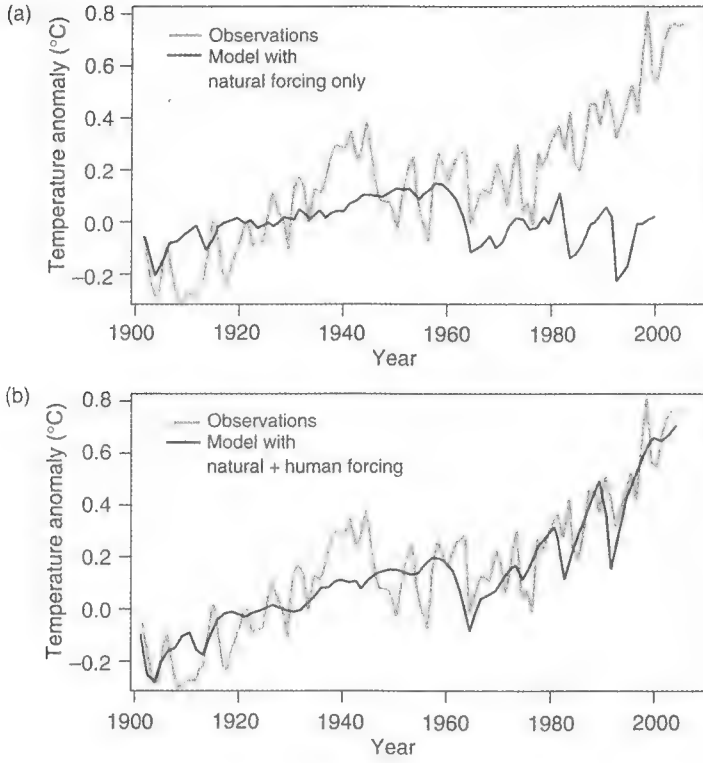 (a)
Temperature anomaly (°C)
0.8
0.6
0.4
0.2
0.0
−0.2
Observations
Model with
natural forcing only
1900
1920
1940
1960
1980
2000
Year
(b)
Temperature anomaly (°C)
0.8
0.6
0.4
0.2
0.0
−0.2
Observations
Model with
natural + human forcing
1900
1920
1940
1960
1980
2000
Year